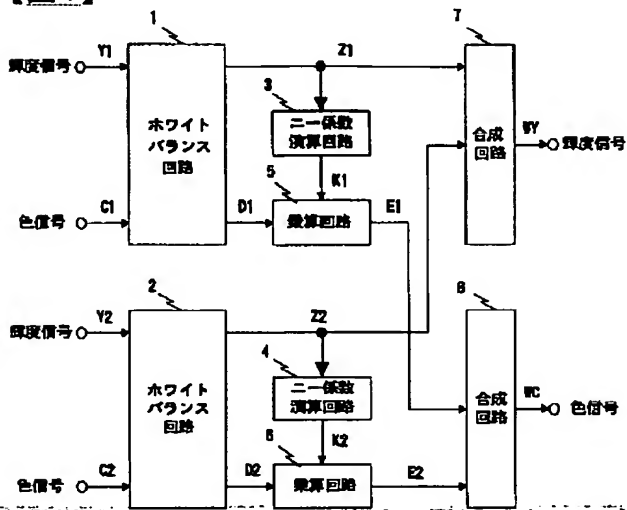 1
7
Y1
Z1
輝度信号
3
ニー係数
演算回路
ホワイト
バランス
回路
合成
回路
WY
輝度信号
5
K1
C1
D1
乗算回路
E1
色信号
2
8
Y2
Z2
輝度信号
4
ニー係数
演算回路
ホワイト
バランス
回路
合成
回路
WC
色信号
6
K2
C2
D2
乗算回路
E2
色信号